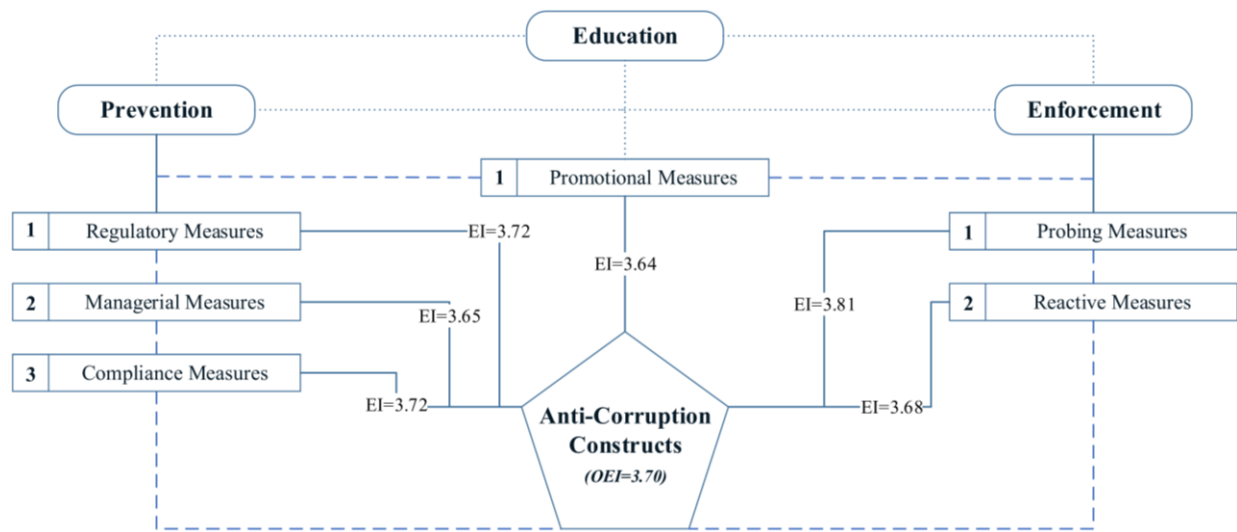 Education
Prevention
Enforcement
1 Promotional Measures
1 Regulatory Measures
EI=3.72
1 Probing Measures
EI=3.64
2 Managerial Measures
EI=3.65
EI=3.81
2 Reactive Measures
3 Compliance Measures
EI=3.72
EI=3.68
Anti-Corruption
Constructs
(OEI=3.70)